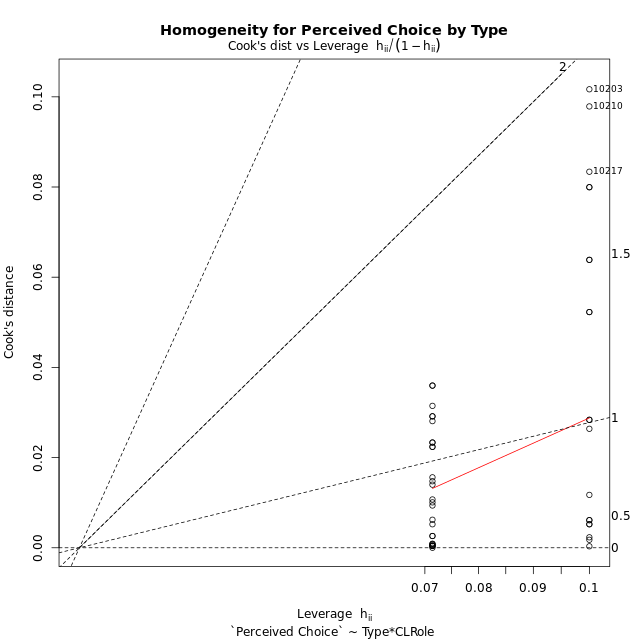 Homogeneity for Perceived Choice by Type
Cook's dist vs Leverage hii/(1−hii)
2
10203
10210
10217
1.5
1
0.5
0
0.10
0.08
0.06
0.04
0.02
0.00
Cook's distance
0.07 0.08 0.09 0.1
Leverage hii
`Perceived Choice` ~ Type*CLRole